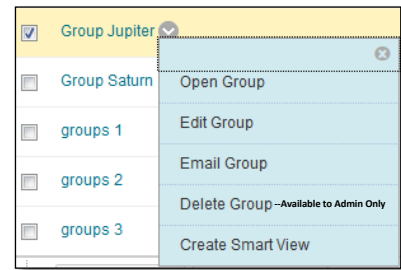 Group Jupiter
Group Saturn
groups 1
groups 2
groups 3
Open Group
Edit Group
Email Group
Delete Group –Available to Admin Only
Create Smart View